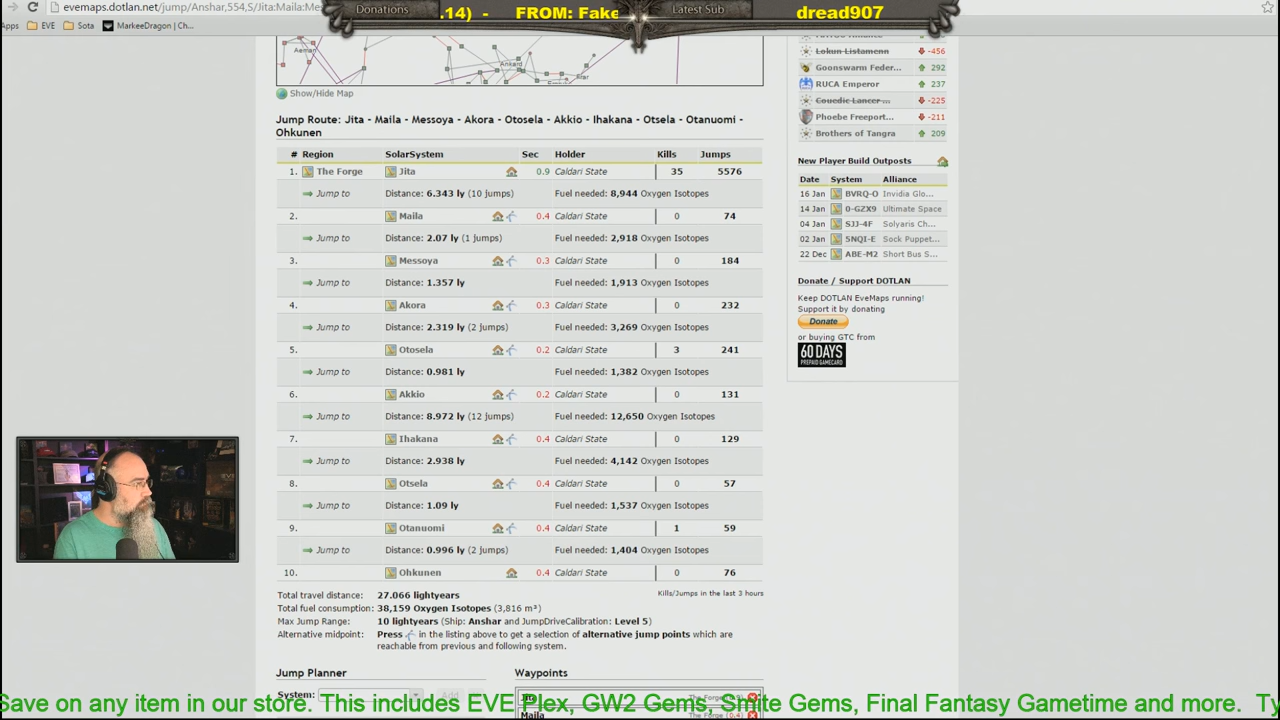 evemaps.dotlan.net/jump/Anshar,554,S/Jita:Maila:Mes
Donations
.14) - FROM: Fake
Latest Sub
dread907
Apps EVE Sota MarkeeDragon | Ch...
Lokun Listamenn -456
Goonswarm Feder... 292
RUCA Emperor 237
Couedic Lancer ... -225
Phoebe Freeport... -211
Brothers of Tangra 209
Show/Hide Map
Jump Route: Jita - Maila - Messoya - Akora - Otosela - Akkio - Ihakana - Otsela - Otanuomi -
Ohkunen
# Region SolarSystem Sec Holder Kills Jumps
1. The Forge Jita 0.9 Caldari State 35 5576
Jump to Distance: 6.343 ly (10 jumps) Fuel needed: 8,944 Oxygen Isotopes
2. Maila 0.4 Caldari State 0 74
Jump to Distance: 2.07 ly (1 jumps) Fuel needed: 2,918 Oxygen Isotopes
3. Messoya 0.3 Caldari State 0 184
Jump to Distance: 1.357 ly Fuel needed: 1,913 Oxygen Isotopes
4. Akora 0.3 Caldari State 0 232
Jump to Distance: 2.319 ly (2 jumps) Fuel needed: 3,269 Oxygen Isotopes
5. Otosela 0.2 Caldari State 3 241
Jump to Distance: 0.981 ly Fuel needed: 1,382 Oxygen Isotopes
6. Akkio 0.2 Caldari State 0 131
Jump to Distance: 8.972 ly (12 jumps) Fuel needed: 12,650 Oxygen Isotopes
7. Ihakana 0.4 Caldari State 0 129
Jump to Distance: 2.938 ly Fuel needed: 4,142 Oxygen Isotopes
8. Otsela 0.4 Caldari State 0 57
Jump to Distance: 1.09 ly Fuel needed: 1,537 Oxygen Isotopes
9. Otanuomi 0.4 Caldari State 1 59
Jump to Distance: 0.996 ly (2 jumps) Fuel needed: 1,404 Oxygen Isotopes
10. Ohkunen 0.4 Caldari State 0 76
Total travel distance: 27.066 lightyears Kills/Jumps in the last 3 hours
Total fuel consumption: 38,159 Oxygen Isotopes (3,816 m³)
Max Jump Range: 10 lightyears (Ship: Anshar and JumpDriveCalibration: Level 5)
Alternative midpoint: Press in the listing above to get a selection of alternative jump points which are
reachable from previous and following system.
Jump Planner
System: Add
Waypoints
The Forge
Maila The Forge (0.4)
New Player Build Outposts
Date System Alliance
16 Jan BVRQ-O Invidia Glo...
14 Jan 0-GZX9 Ultimate Space
04 Jan SJJ-4F Solyaris Ch...
02 Jan 5NQI-E Sock Puppet...
22 Dec ABE-M2 Short Bus S...
Donate / Support DOTLAN
Keep DOTLAN EveMaps running!
Support it by donating
Donate
or buying GTC from
60 DAYS
PREPAID GAMECARD
Save on any item in our store. This includes EVE Plex, GW2 Gems, Smite Gems, Final Fantasy Gametime and more. Ty